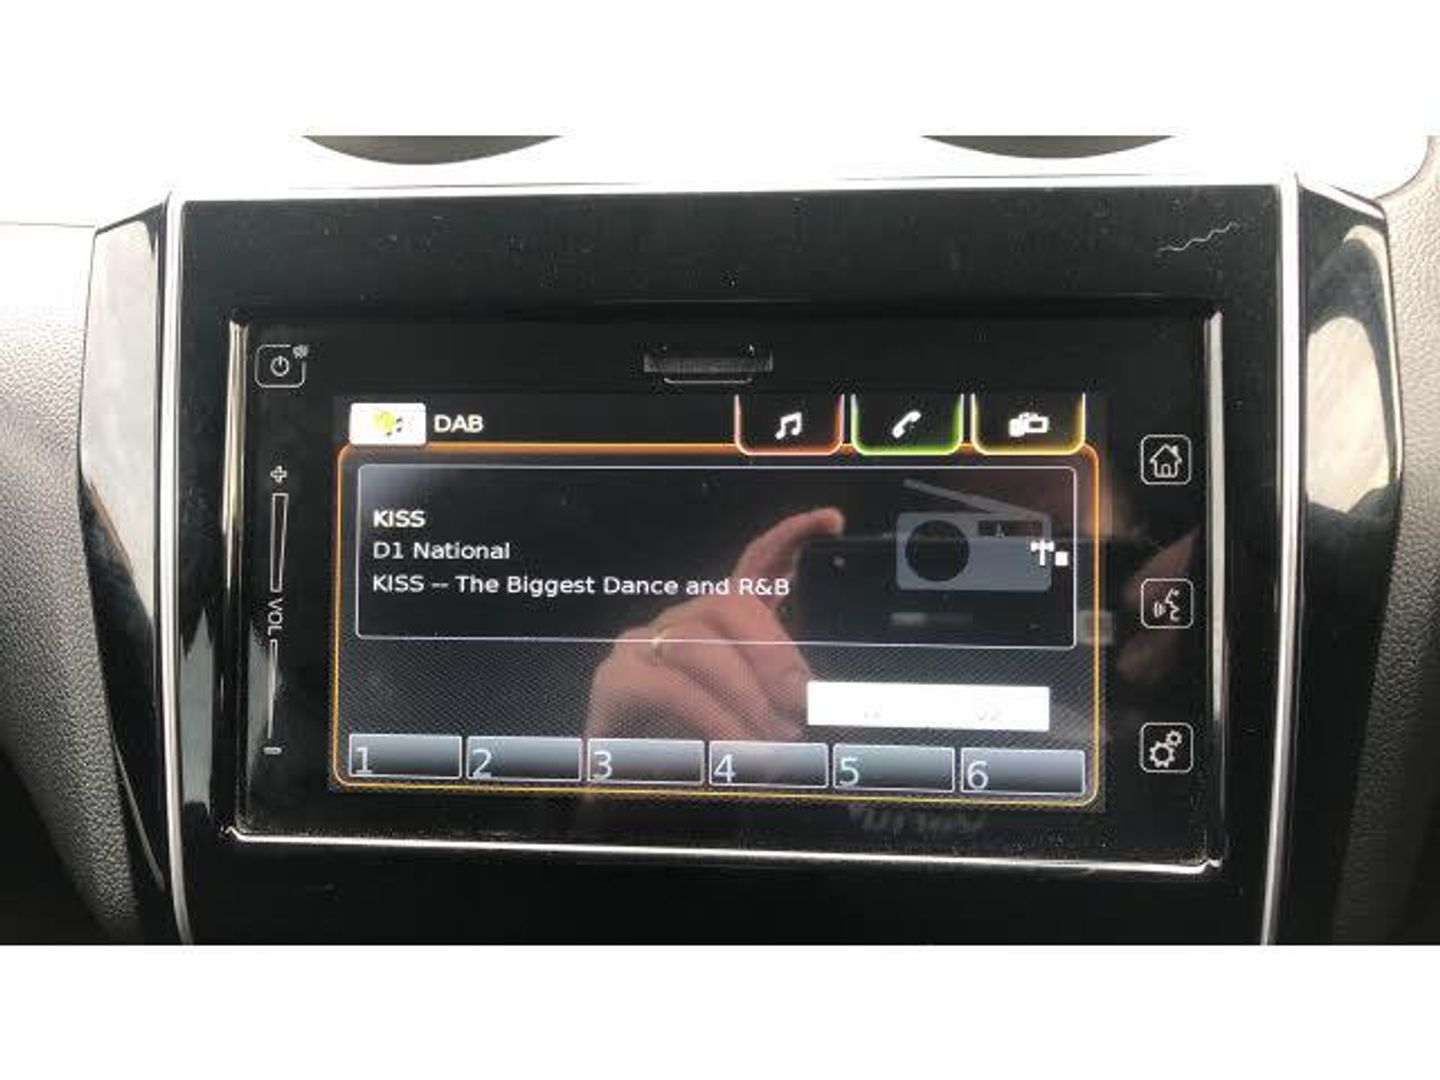 DAB
KISS
D1 National
KISS -- The Biggest Dance and R&B
VOL
1 2 3 4 5 6